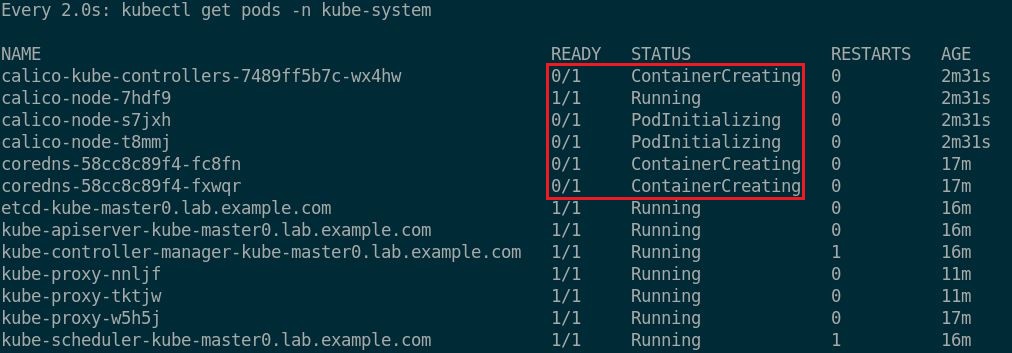 Every 2.0s: kubectl get pods -n kube-system
NAME READY STATUS RESTARTS AGE
calico-kube-controllers-7489ff5b7c-wx4hw 0/1 ContainerCreating 0 2m31s
calico-node-7hdf9 1/1 Running 0 2m31s
calico-node-s7jxh 0/1 PodInitializing 0 2m31s
calico-node-t8mmj 0/1 PodInitializing 0 2m31s
coredns-58cc8c89f4-fc8fn 0/1 ContainerCreating 0 17m
coredns-58cc8c89f4-fxwqr 0/1 ContainerCreating 0 17m
etcd-kube-master0.lab.example.com 1/1 Running 0 16m
kube-apiserver-kube-master0.lab.example.com 1/1 Running 0 16m
kube-controller-manager-kube-master0.lab.example.com 1/1 Running 1 16m
kube-proxy-nnljf 1/1 Running 0 11m
kube-proxy-tktjw 1/1 Running 0 11m
kube-proxy-w5h5j 1/1 Running 0 17m
kube-scheduler-kube-master0.lab.example.com 1/1 Running 1 16m